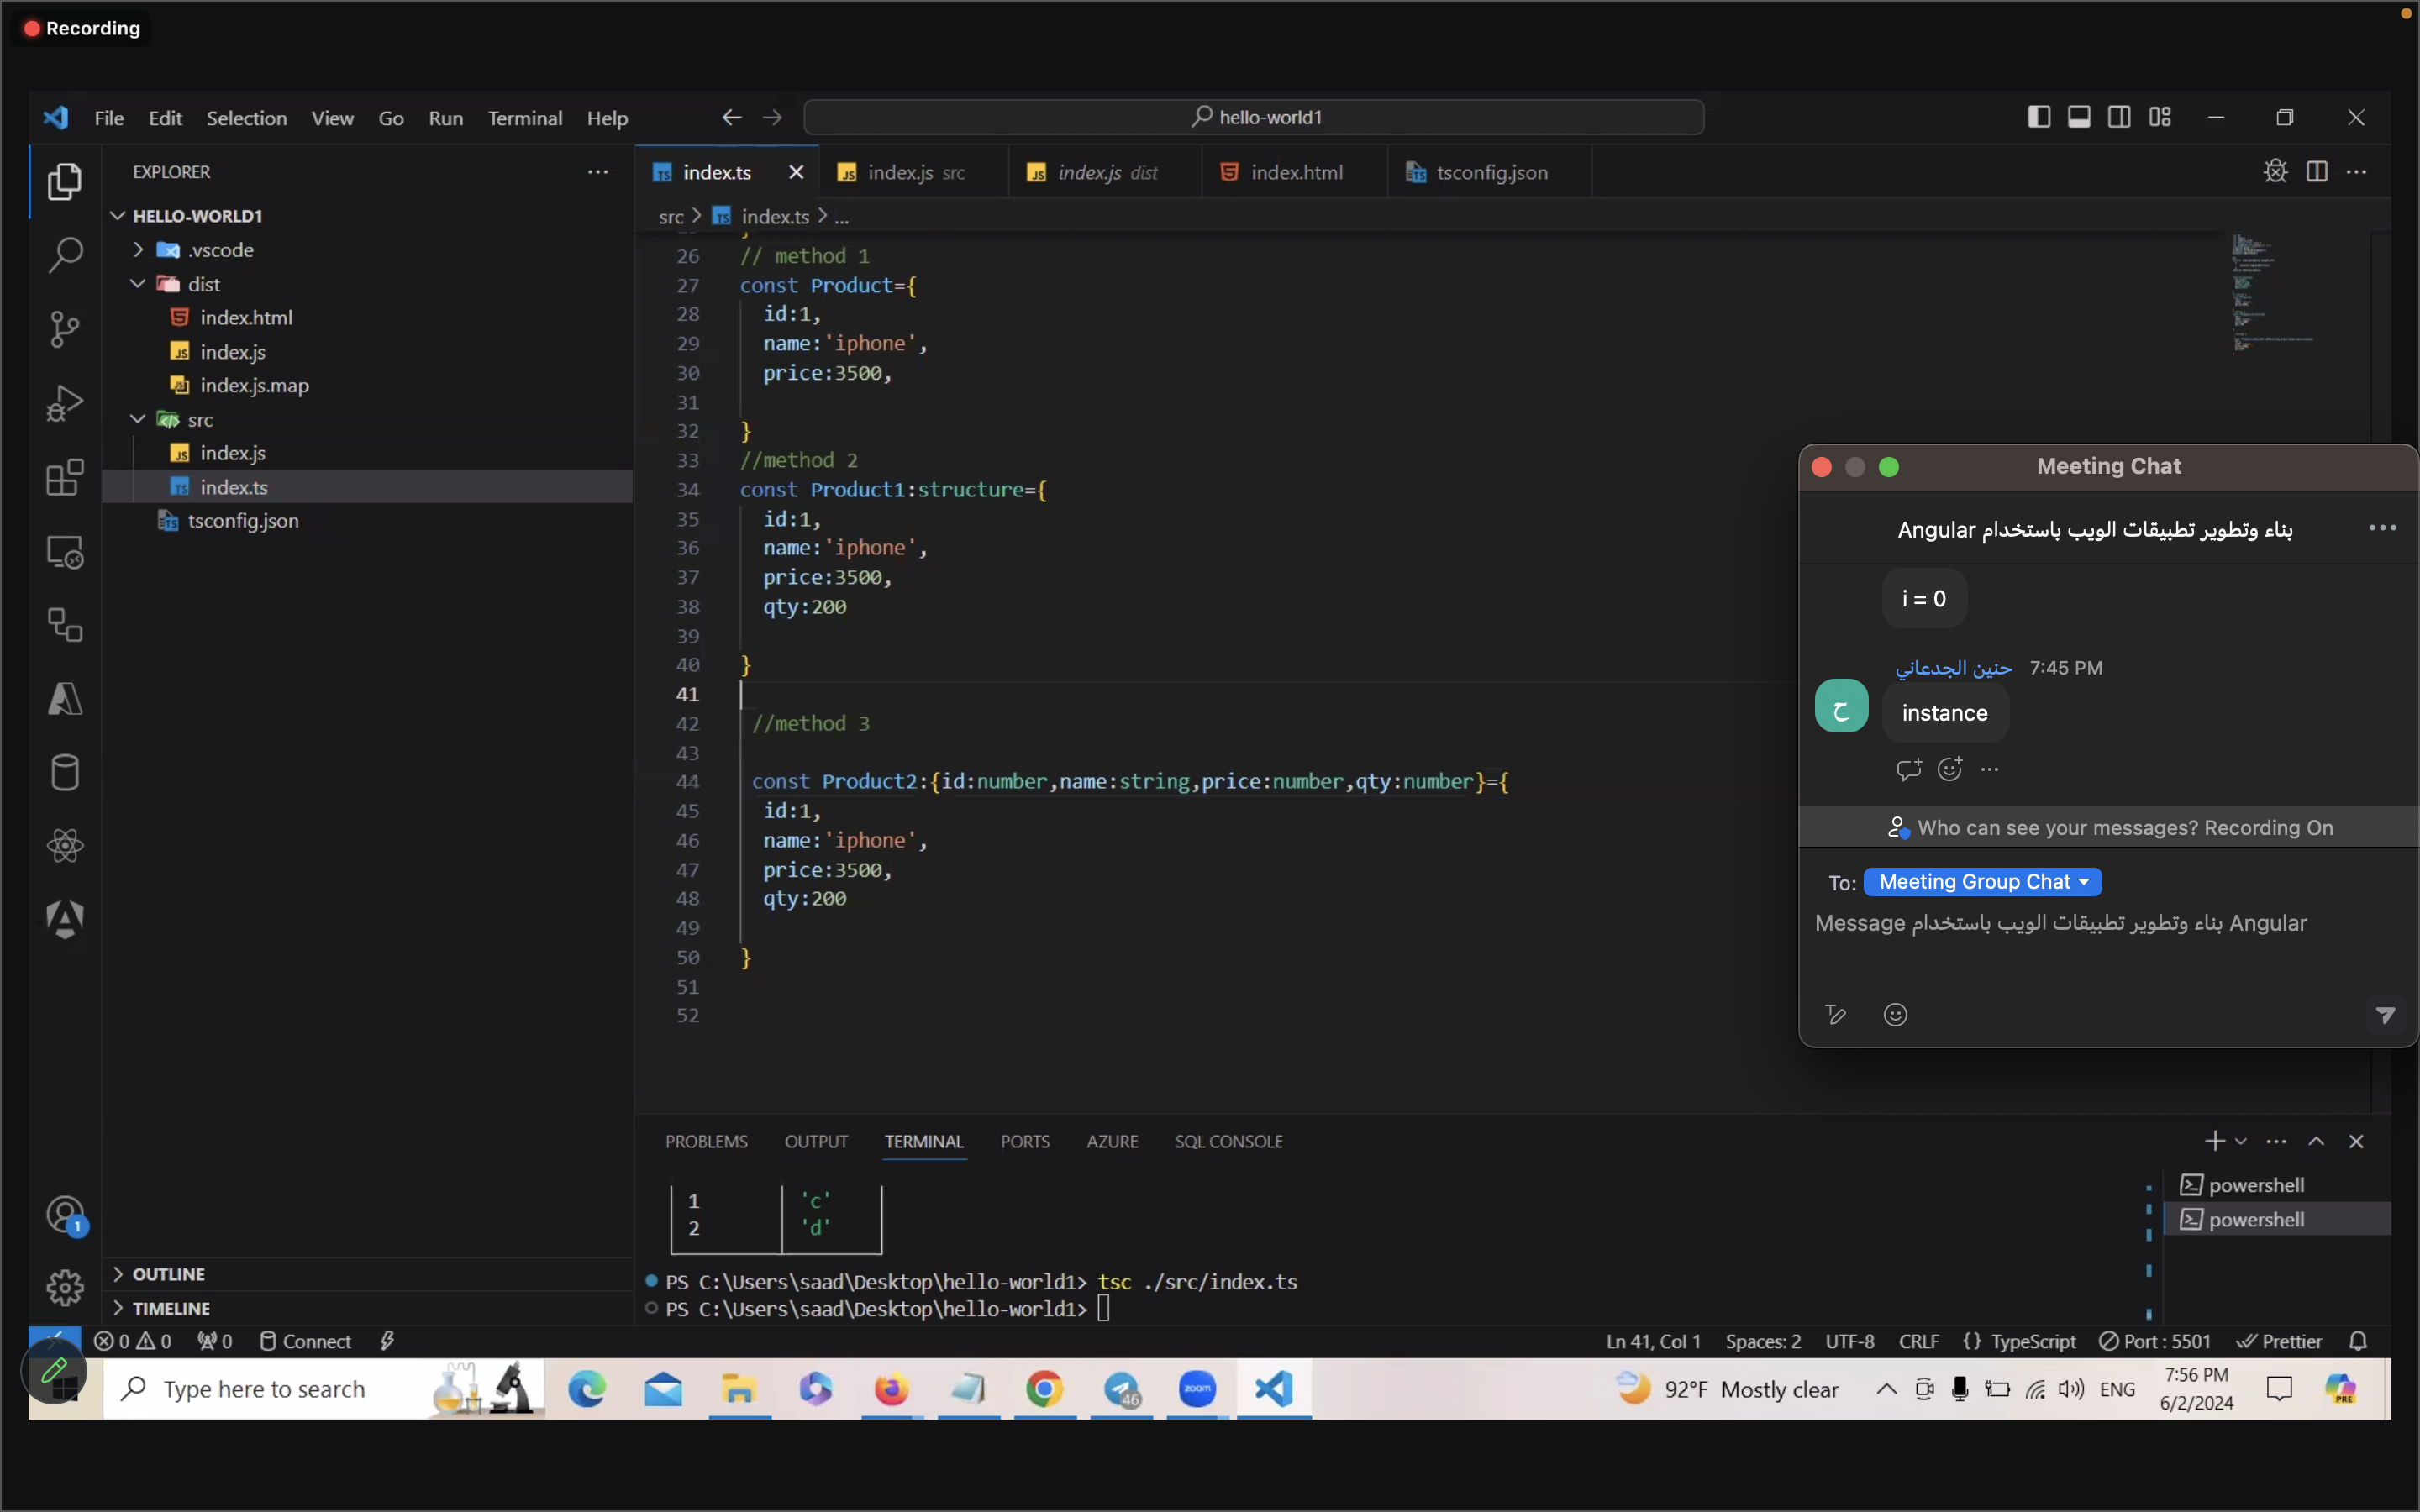 Recording
File Edit Selection View Go Run Terminal Help
hello-world1
EXPLORER
HELLO-WORLD1
.vscode
dist
index.html
index.js
index.js.map
src
index.js
index.ts
tsconfig.json
OUTLINE
TIMELINE
index.ts
index.js src
index.js dist
index.html
tsconfig.json
src > index.ts > ...
26 // method 1
27 const Product={
28 id:1,
29 name:'iphone',
30 price:3500,
31
32 }
33 //method 2
34 const Product1:structure={
35 id:1,
36 name:'iphone',
37 price:3500,
38 qty:200
39
40 }
41
42 //method 3
43
44 const Product2:{id:number,name:string,price:number,qty:number}={
45 id:1,
46 name:'iphone',
47 price:3500,
48 qty:200
49
50 }
51
52
Meeting Chat
بناء وتطوير تطبيقات الويب باستخدام Angular
i = 0
حنين الجدعاني 7:45 PM
ح
instance
Who can see your messages? Recording On
To: Meeting Group Chat
Message بناء وتطوير تطبيقات الويب باستخدام Angular
PROBLEMS OUTPUT TERMINAL PORTS AZURE SQL CONSOLE
1 'c'
2 'd'
PS C:\Users\saad\Desktop\hello-world1> tsc ./src/index.ts
PS C:\Users\saad\Desktop\hello-world1>
powershell
powershell
1
0 0 0 Connect
Ln 41, Col 1 Spaces: 2 UTF-8 CRLF {} TypeScript Port : 5501 Prettier
Type here to search
46
zoom
92°F Mostly clear
ENG
7:56 PM
6/2/2024
PRE